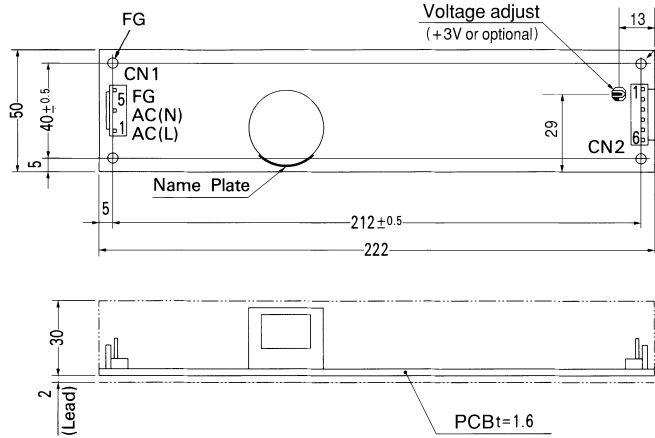 FG
Voltage adjust
(+3V or optional)
13
CN1
5 FG
AC(N)
1 AC(L)
50
40±0.5
5
1
6
29
CN2
Name Plate
5
212±0.5
222
30
2
(Lead)
PCBt=1.6